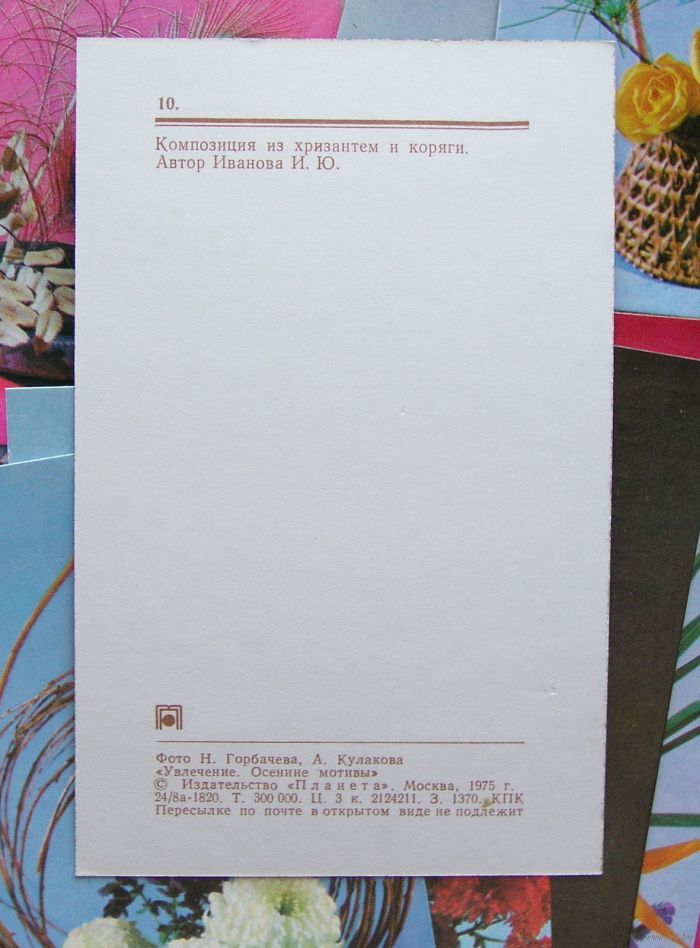 10.
Композиция из хризантем и коряги.
Автор Иванова И. Ю.
Фото Н. Горбачева, А. Кулакова
«Увлечение. Осенние мотивы»
© Издательство «Планета». Москва, 1975 г.
24/8а-1820. Т. 300 000. Ц. 3 к. 2124211. З. 1370. КПК
Пересылке по почте в открытом виде не подлежит